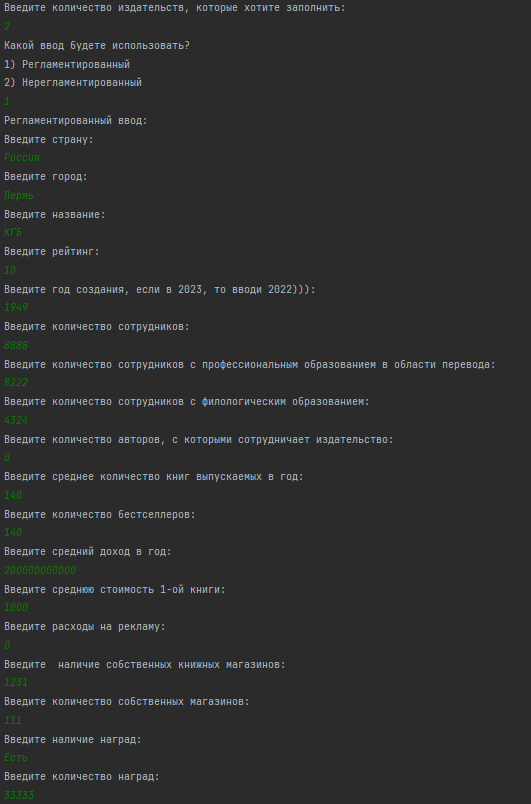 Введите количество издательств, которые хотите заполнить:
2
Какой ввод будете использовать?
1) Регламентированный
2) Нерегламентированный
1
Регламентированный ввод:
Введите страну:
Россия
Введите город:
Пермь
Введите название:
КГБ
Введите рейтинг:
10
Введите год создания, если в 2023, то вводи 2022))):
1949
Введите количество сотрудников:
8888
Введите количество сотрудников с профессиональным образованием в области перевода:
8222
Введите количество сотрудников с филологическим образованием:
4324
Введите количество авторов, с которыми сотрудничает издательство:
0
Введите среднее количество книг выпускаемых в год:
140
Введите количество бестселлеров:
140
Введите средний доход в год:
200000000000
Введите среднюю стоимость 1-ой книги:
1000
Введите расходы на рекламу:
0
Введите  наличие собственных книжных магазинов:
1231
Введите количество собственных магазинов:
111
Введите наличие наград:
Есть
Введите количество наград:
33333